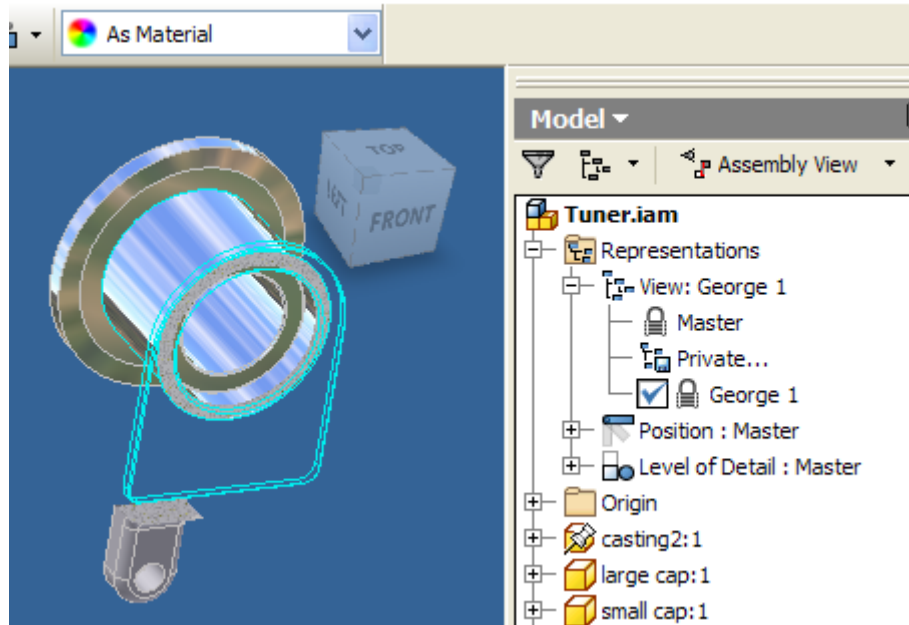 As Material
TOP
LEFT
FRONT
Model
Assembly View
Tuner.iam
Representations
View: George 1
Master
Private...
George 1
Position : Master
Level of Detail : Master
Origin
casting2:1
large cap:1
small cap:1